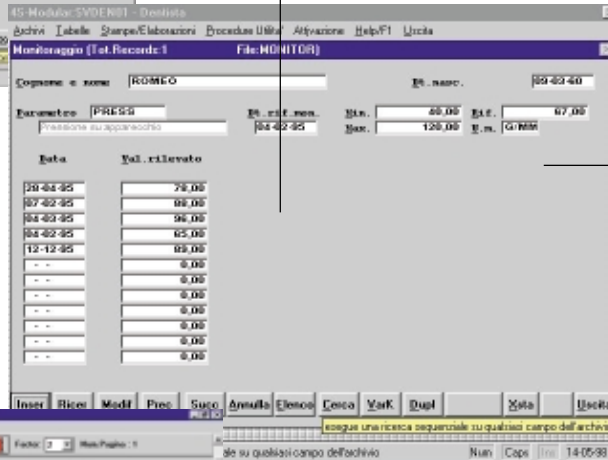 4S-Modular:SVDEN01 - Dentista
Archivi Tabelle Stampe/Elaborazioni Procedure Utilita' Attivazione Help/F1 Uscita
Monitoraggio (Tot.Records:1 File:MONITOR)
Cognome e nome ROMEO Dt.nasc. 09-03-60
Parametro PRESS Dt.rif.mon. Min. 40,00 Rif. 67,00
Pressione su apparecchio 04-02-95 Max. 120,00 U.m. G/MM
Data Val.rilevato
28-04-95 78,00
07-02-95 88,00
04-03-95 96,00
04-02-95 65,00
12-12-95 89,00
- - 0,00
- - 0,00
- - 0,00
- - 0,00
- - 0,00
- - 0,00
- - 0,00
Inser Ricer Modif Prec Succ Annulla Elenco Cerca VarK Dupl Xsta Uscita
esegue una ricerca sequenziale su qualsiasi campo dell'archivio
ale su qualsiasi campo dell'archivio Num Caps Ins 14-05-98
Factor: 2 Num/Pagina : 1